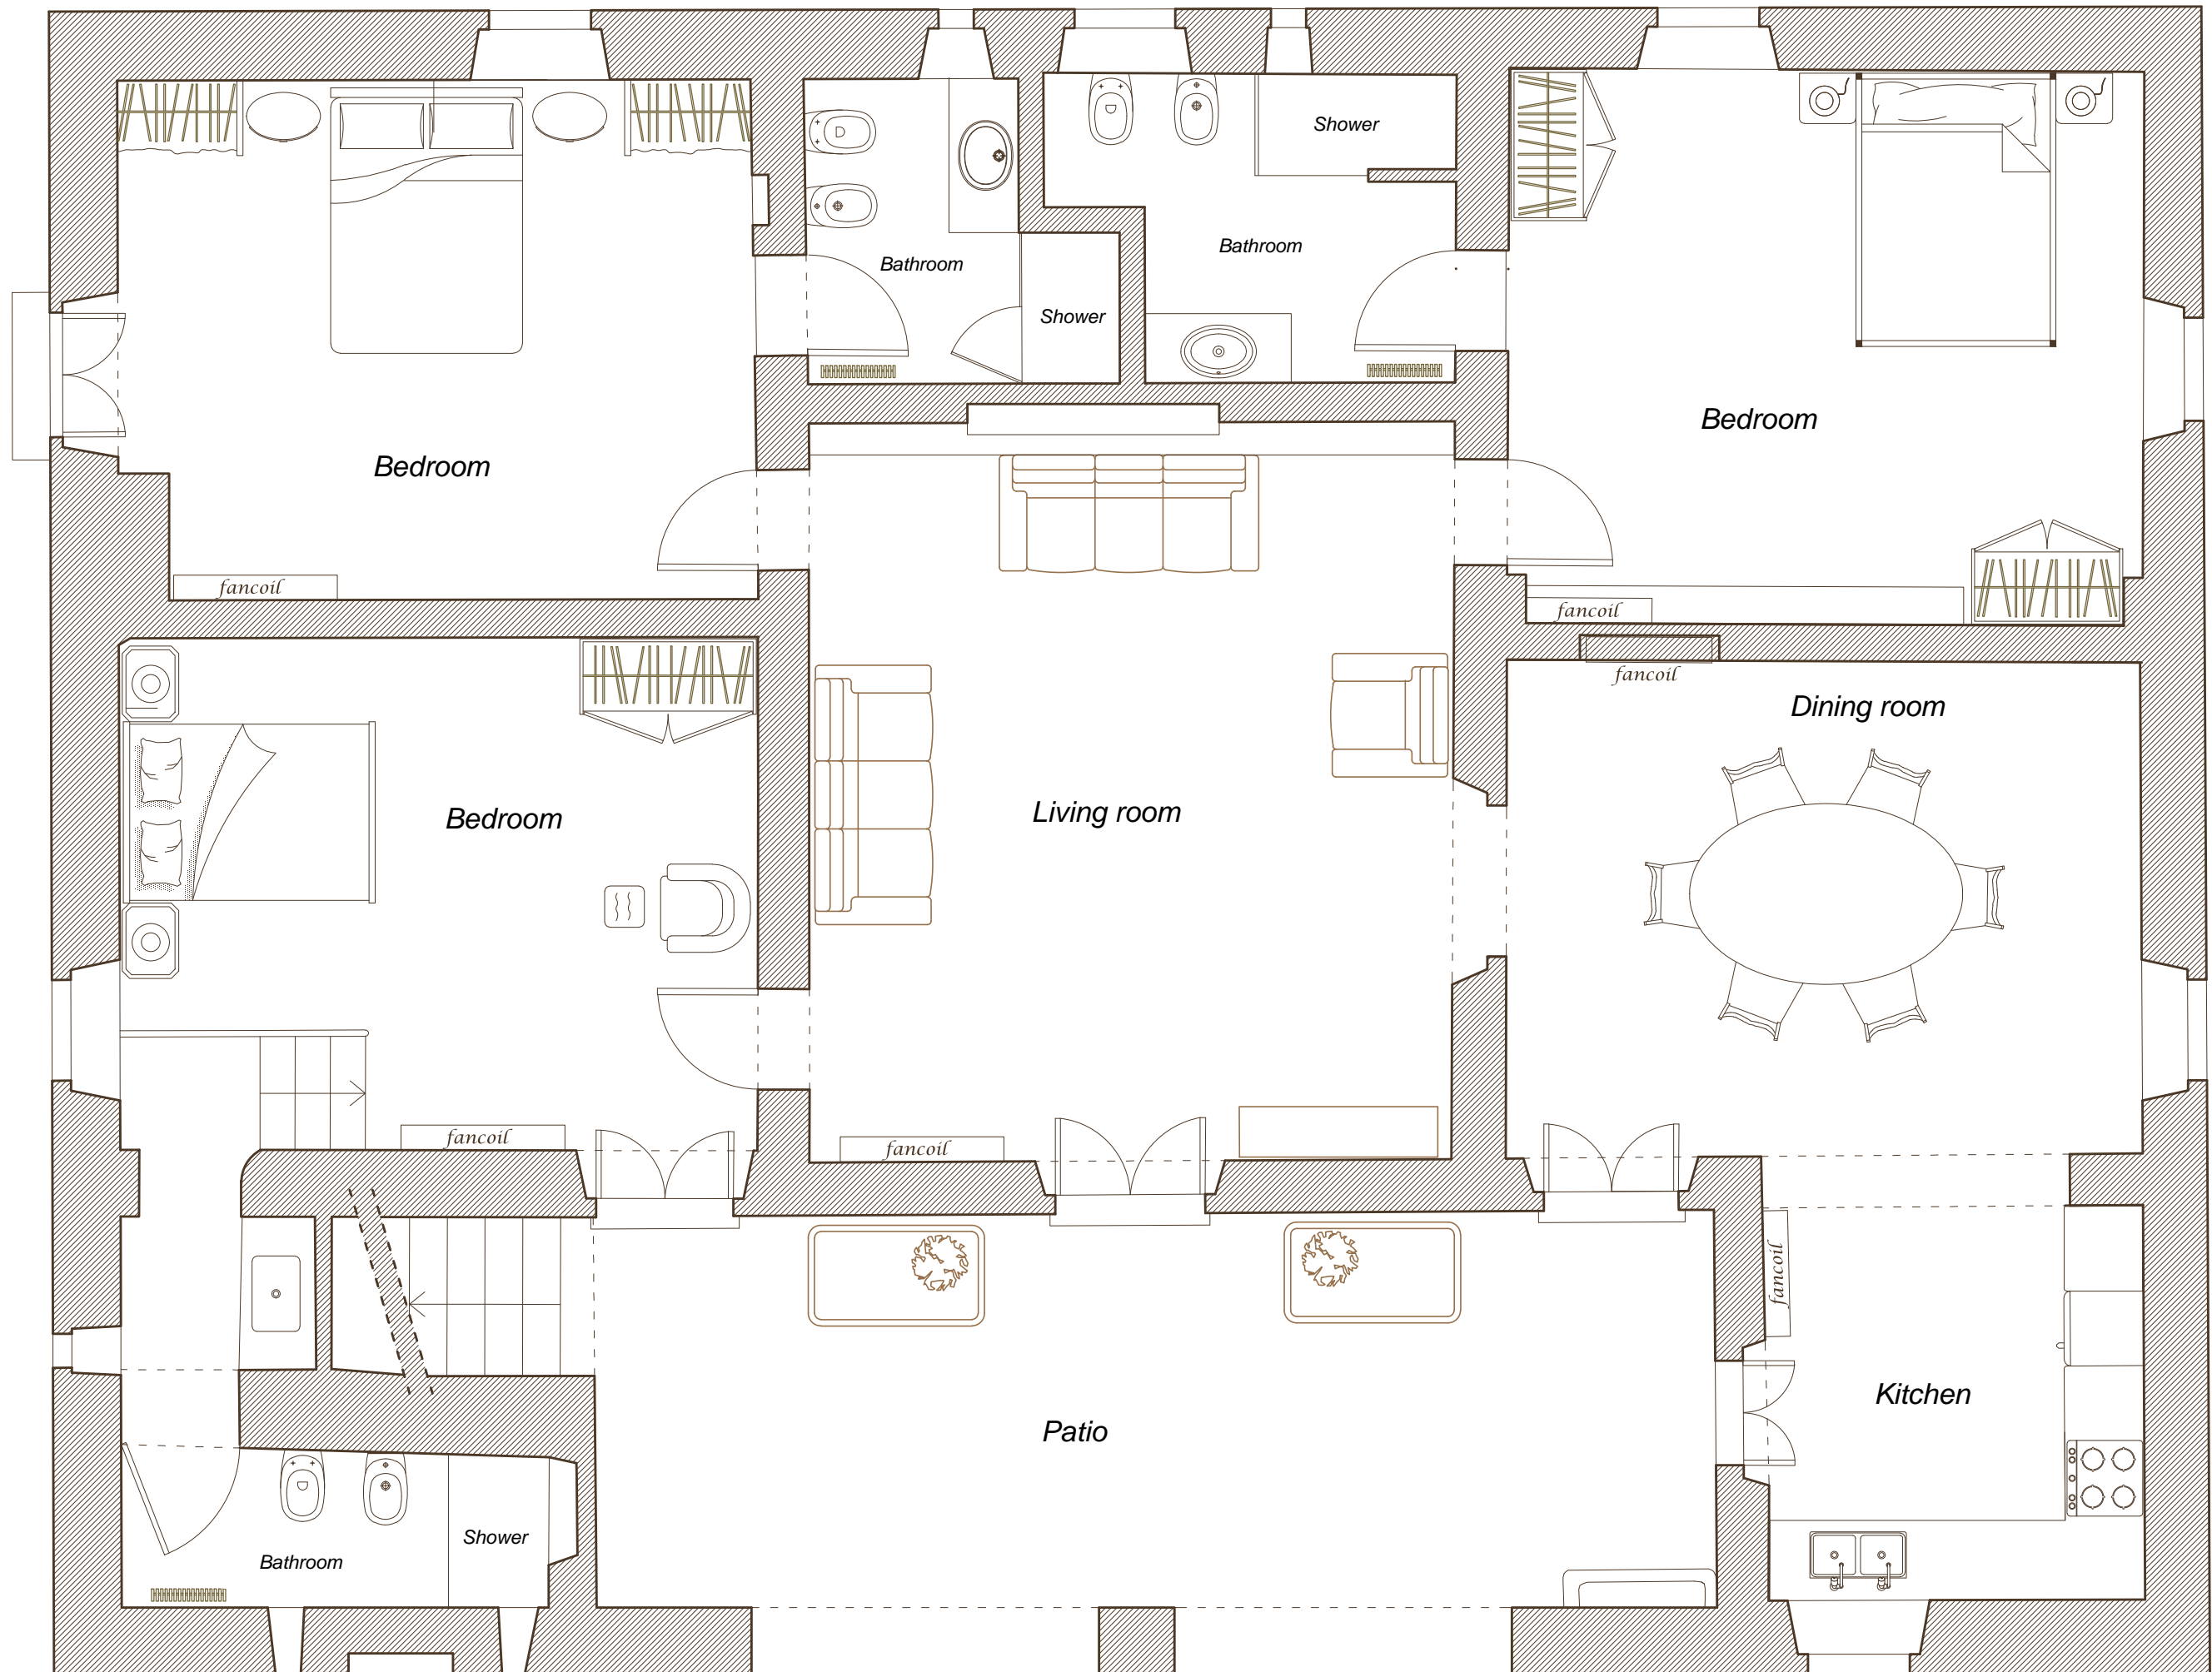 Shower
Bathroom
Bathroom
Shower
Bedroom
Bedroom
fancoil
fancoil
fancoil
Dining room
Bedroom
Living room
fancoil
fancoil
fancoil
Kitchen
Patio
Shower
Bathroom